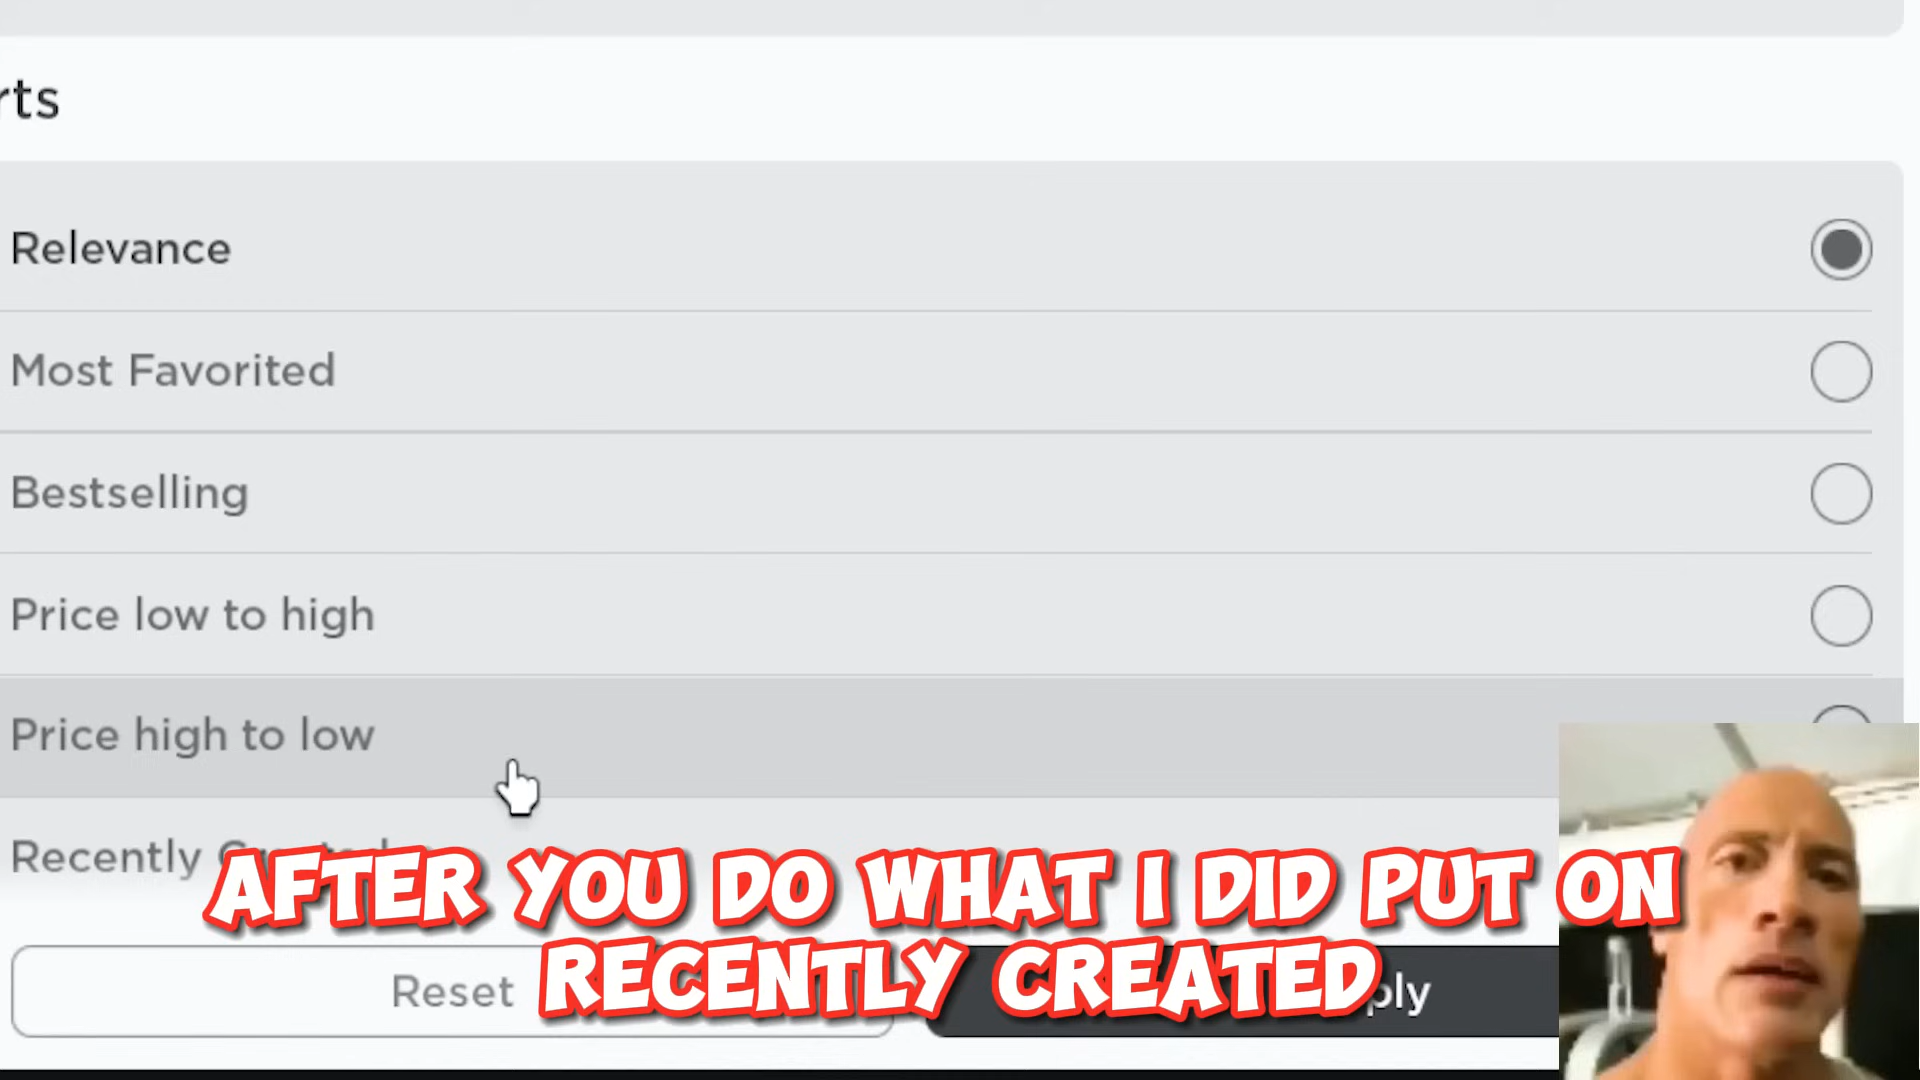 rts
Relevance
Most Favorited
Bestselling
Price low to high
Price high to low
Recently
AFTER YOU DO WHAT I DID PUT ON
RECENTLY CREATED
Reset
ply